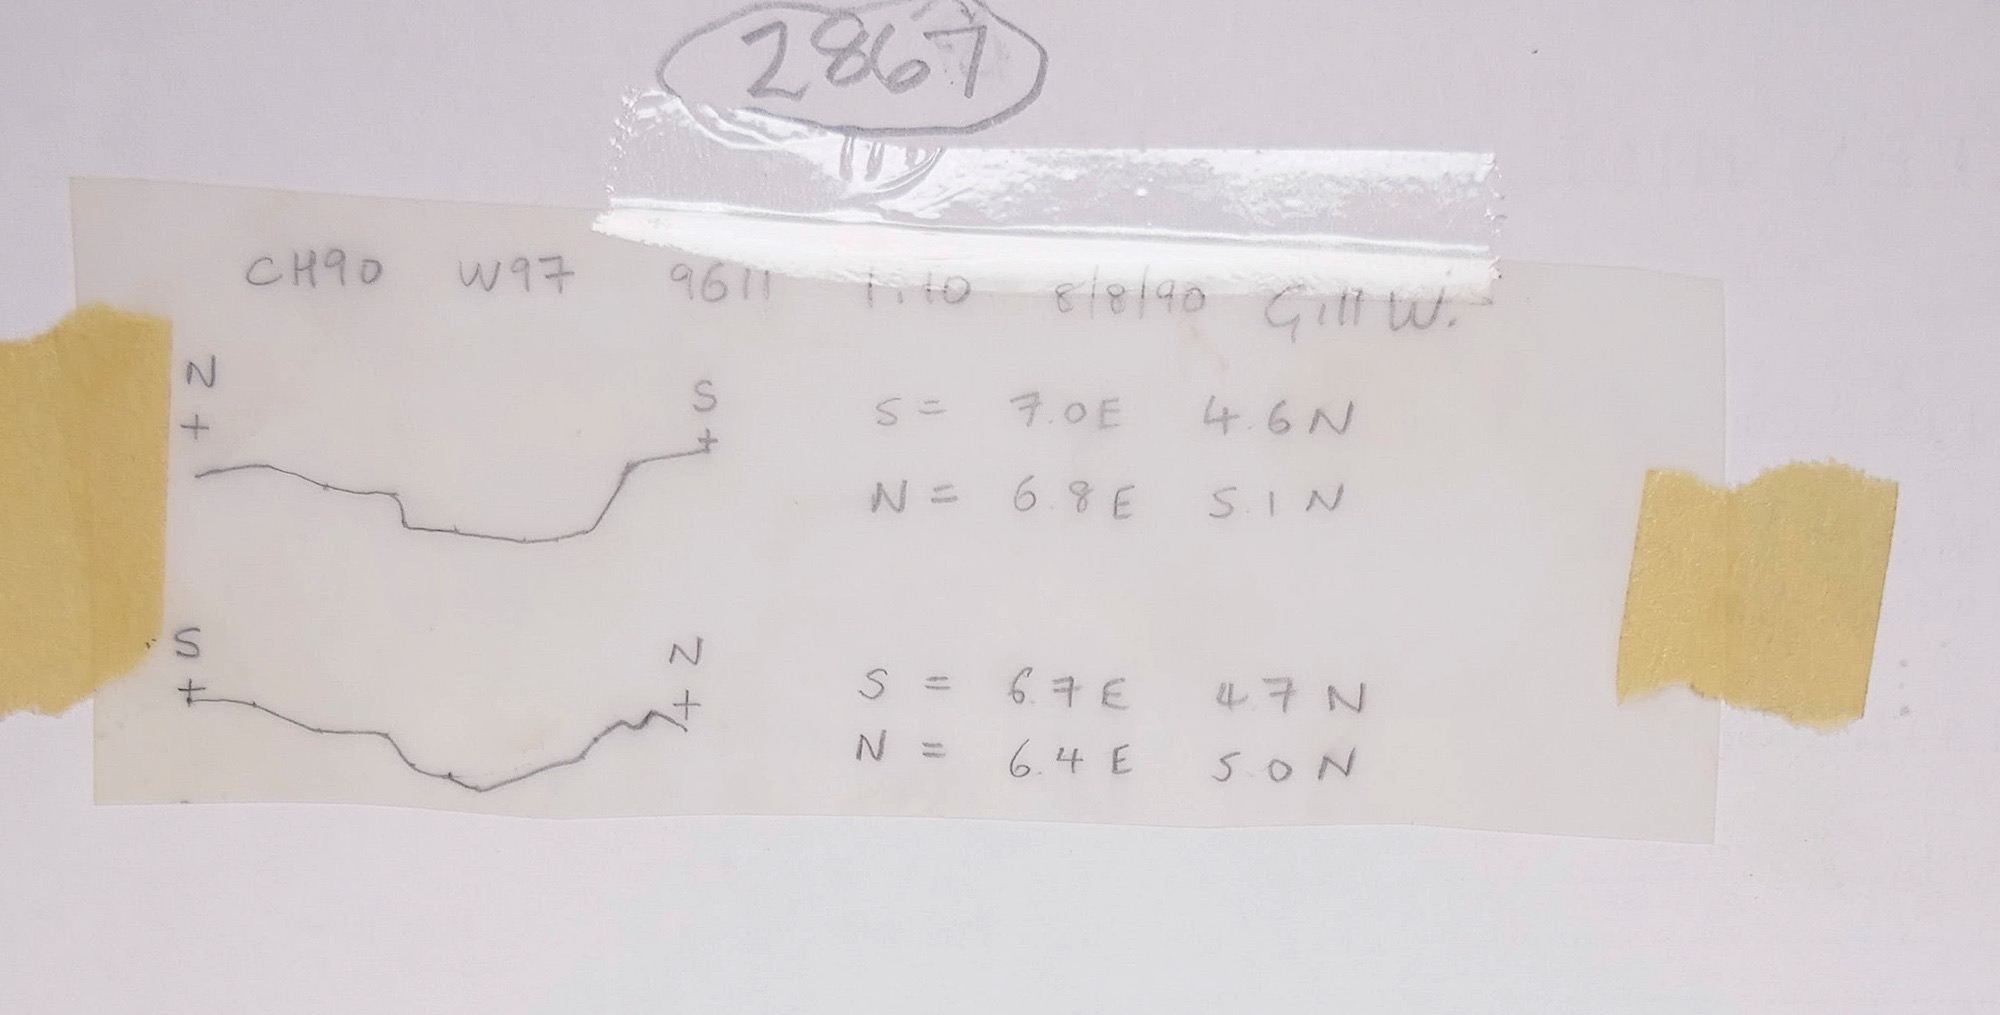 2867
CH90 W97 9611 1:10 8/8/90 Gill W.
N
+
S
+
S = 7.0E 4.6N
N = 6.8E 5.1N
S
+
N
+
S = 6.7E 4.7N
N = 6.4E 5.0N